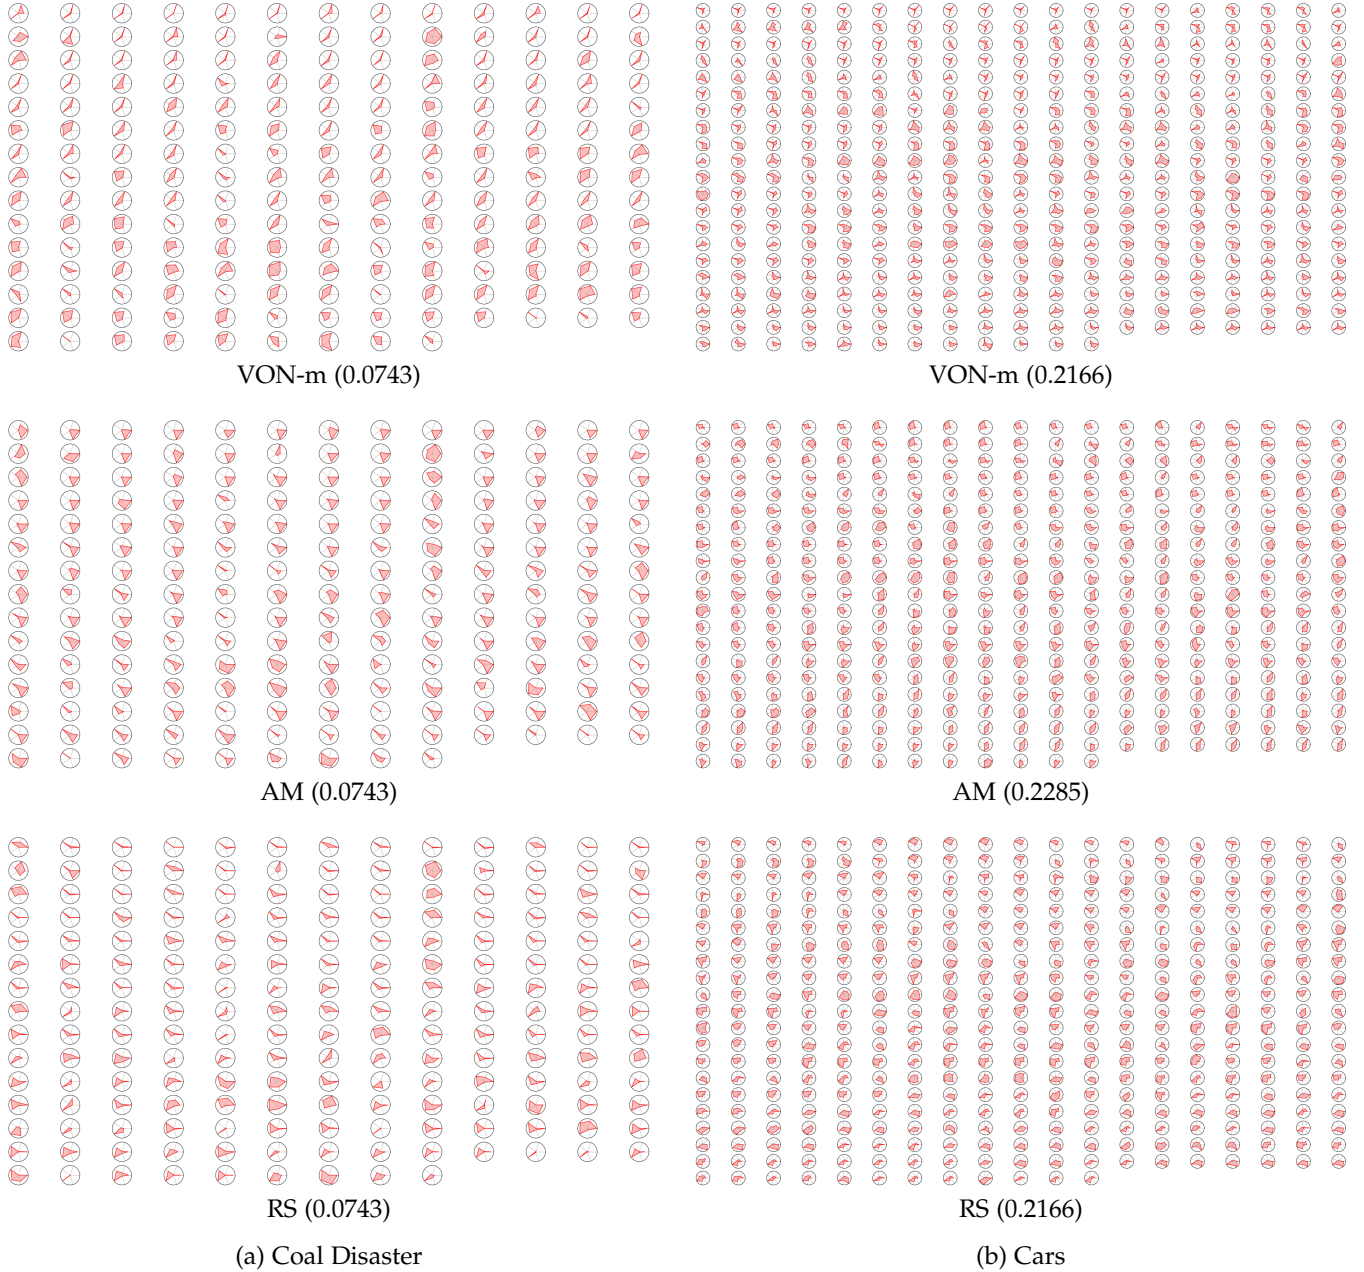 VON-m (0.0743)
VON-m (0.2166)
AM (0.0743)
AM (0.2285)
RS (0.0743)
RS (0.2166)
(a) Coal Disaster
(b) Cars